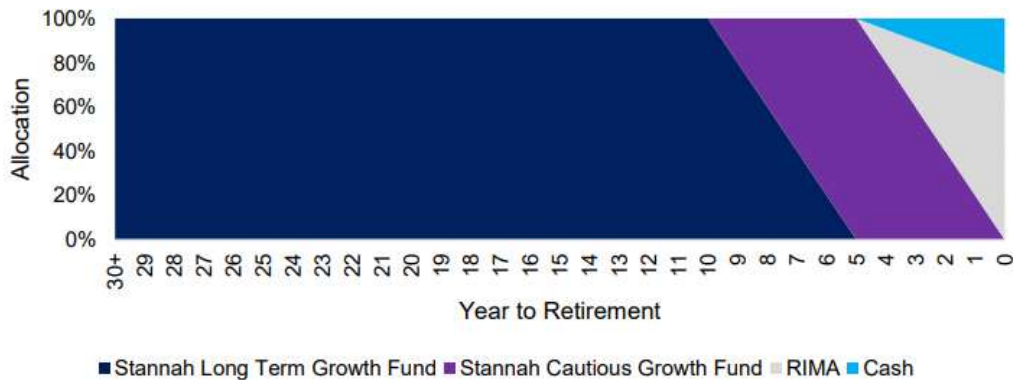 100%
80%
60%
40%
20%
0%
Allocation
30+ 29 28 27 26 25 24 23 22 21 20 19 18 17 16 15 14 13 12 11 10 9 8 7 6 5 4 3 2 1 0
Year to Retirement
Stannah Long Term Growth Fund Stannah Cautious Growth Fund RIMA Cash